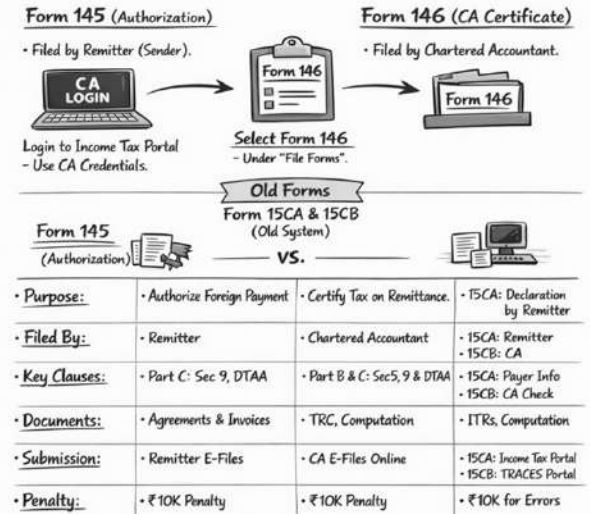 Form 145 (Authorization)
Form 146 (CA Certificate)
• Filed by Remitter (Sender).
• Filed by Chartered Accountant.
CA
LOGIN
Form 146
Form 146
Login to Income Tax Portal
- Use CA Credentials.
Select Form 146
- Under "File Forms".
Old Forms
Form 15CA & 15CB
(Old System)
Form 145
(Authorization)
VS.
• Purpose: • Authorize Foreign Payment • Certify Tax on Remittance. • 15CA: Declaration
by Remitter
• Filed By: • Remitter • Chartered Accountant • 15CA: Remitter
• 15CB: CA
• Key Clauses: • Part C: Sec 9, DTAA • Part B & C: Sec5, 9 & DTAA • 15CA: Payer Info
• 15CB: CA Check
• Documents: • Agreements & Invoices • TRC, Computation • ITRs, Computation
• Submission: • Remitter E-Files • CA E-Files Online • 15CA: Income Tax Portal
• 15CB: TRACES Portal
• Penalty: • ₹10K Penalty • ₹10K Penalty • ₹10K for Errors